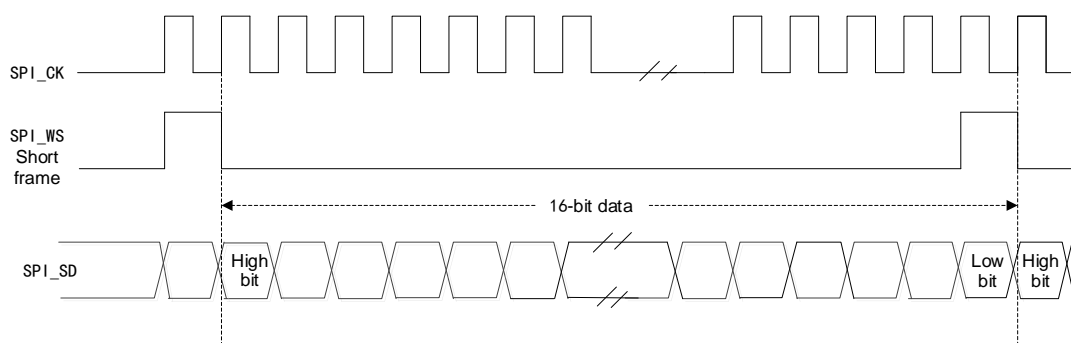 SPI_CK
SPI_WS
Short
frame
16-bit data
SPI_SD
High
bit
Low
bit
High
bit